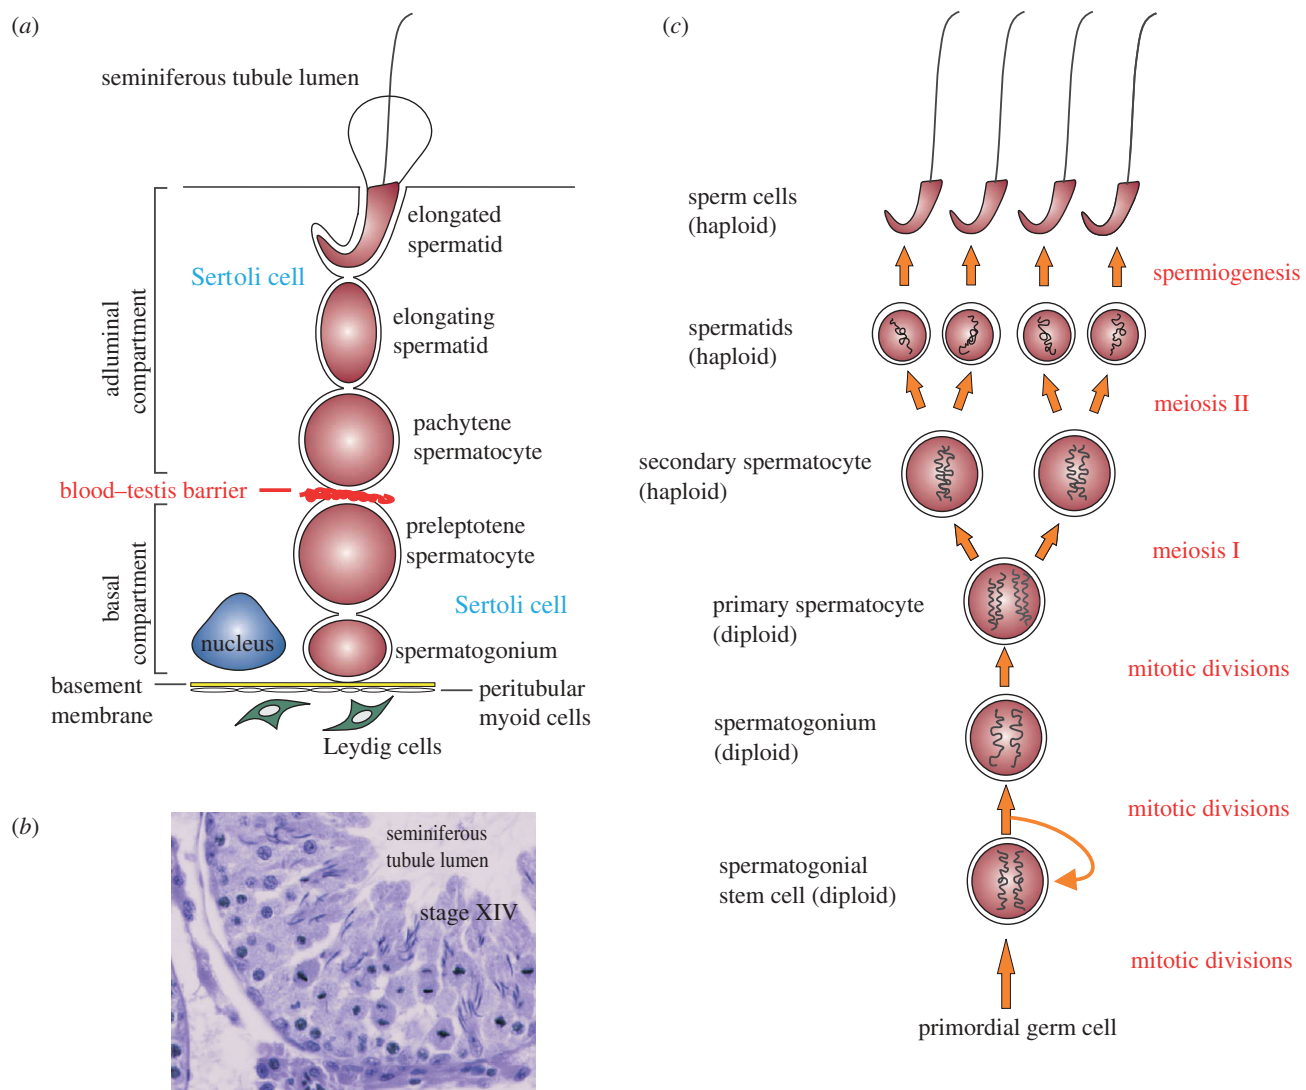 (a)
seminiferous tubule lumen
elongated
spermatid
Sertoli cell
adluminal
compartment
elongating
spermatid
pachytene
spermatocyte
blood–testis barrier
preleptotene
spermatocyte
basal
compartment
Sertoli cell
nucleus
spermatogonium
basement
membrane
peritubular
myoid cells
Leydig cells
(b)
seminiferous
tubule lumen
stage XIV
(c)
sperm cells
(haploid)
spermiogenesis
spermatids
(haploid)
meiosis II
secondary spermatocyte
(haploid)
meiosis I
primary spermatocyte
(diploid)
mitotic divisions
spermatogonium
(diploid)
mitotic divisions
spermatogonial
stem cell (diploid)
mitotic divisions
primordial germ cell